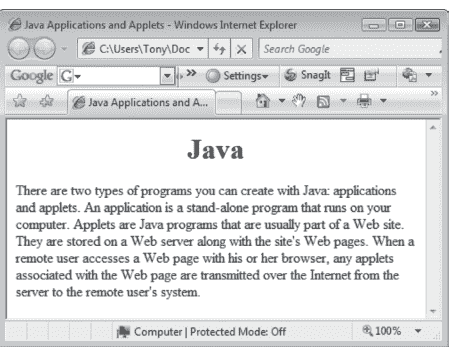 Java Applications and Applets - Windows Internet Explorer
C:\Users\Tony\Doc Search Google
Google G Settings SnagIt
Java Applications and A...
Java
There are two types of programs you can create with Java: applications
and applets. An application is a stand-alone program that runs on your
computer. Applets are Java programs that are usually part of a Web site.
They are stored on a Web server along with the site's Web pages. When a
remote user accesses a Web page with his or her browser, any applets
associated with the Web page are transmitted over the Internet from the
server to the remote user's system.
Computer | Protected Mode: Off 100%